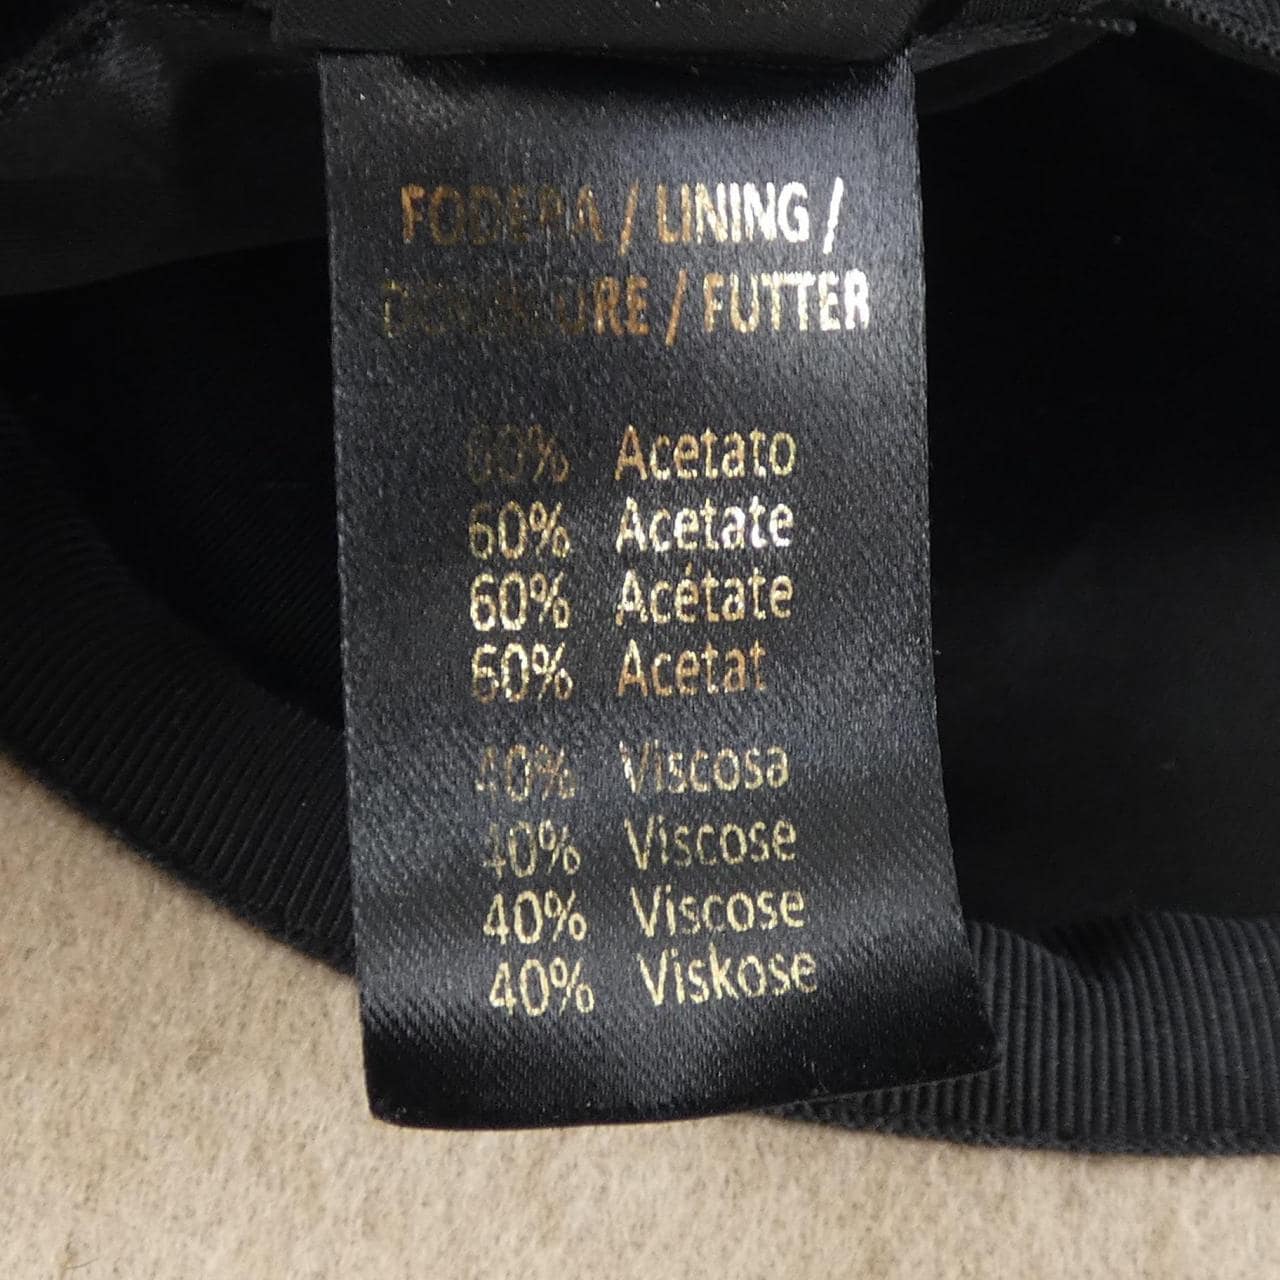 FODERA / LINING /
DOUBLURE / FUTTER
60% Acetato
60% Acetate
60% Acétate
60% Acetat
40% Viscosa
40% Viscose
40% Viscose
40% Viskose